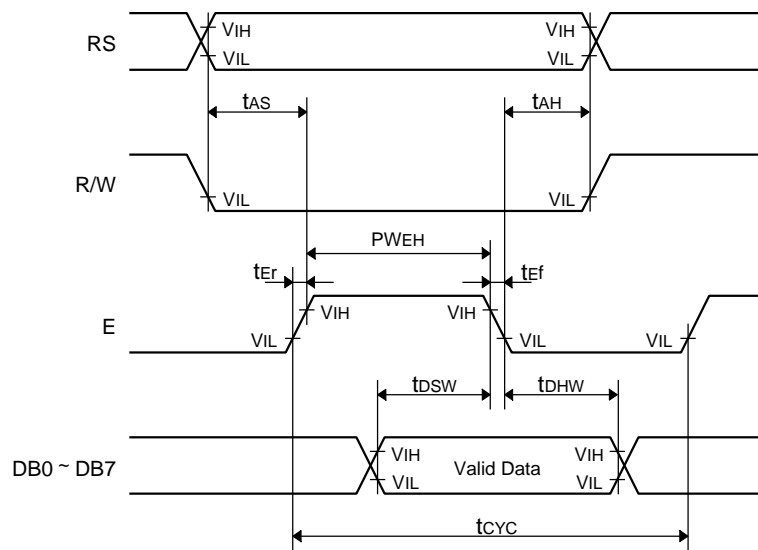 RS
VIH
VIL
VIH
VIL
tAS
tAH
R/W
VIL
VIL
PWEH
tEr
tEf
E
VIH
VIL
VIH
VIL
VIL
tDSW
tDHW
DB0 ~ DB7
VIH
VIL
Valid Data
VIH
VIL
tCYC